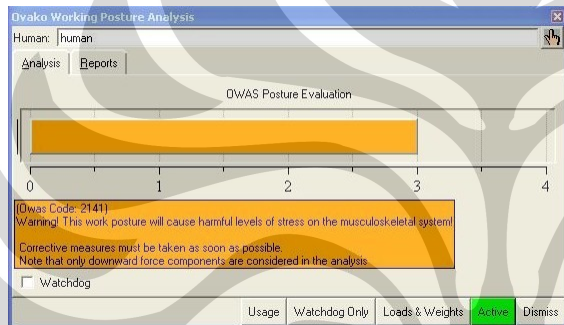 Ovako Working Posture Analysis
Human: human
Analysis Reports
OWAS Posture Evaluation
0 1 2 3 4
(Owas Code: 2141)
Warning! This work posture will cause harmful levels of stress on the musculoskeletal system!
Corrective measures must be taken as soon as possible.
Note that only downward force components are considered in the analysis
Watchdog
Usage Watchdog Only Loads & Weights Active Dismiss